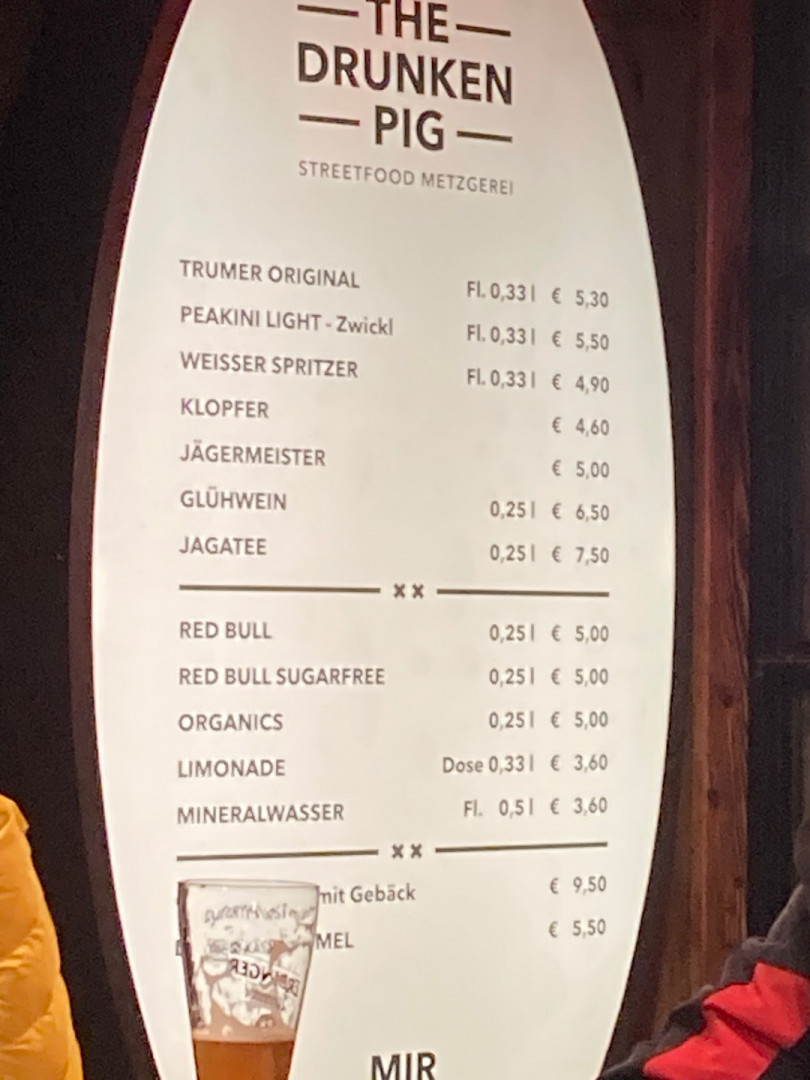 THE
DRUNKEN
PIG
STREETFOOD METZGEREI
TRUMER ORIGINAL Fl. 0,33 l € 5,30
PEAKINI LIGHT - Zwickl Fl. 0,33 l € 5,50
WEISSER SPRITZER Fl. 0,33 l € 4,90
KLOPFER € 4,60
JÄGERMEISTER € 5,00
GLÜHWEIN 0,25 l € 6,50
JAGATEE 0,25 l € 7,50
xx
RED BULL 0,25 l € 5,00
RED BULL SUGARFREE 0,25 l € 5,00
ORGANICS 0,25 l € 5,00
LIMONADE Dose 0,33 l € 3,60
MINERALWASSER Fl. 0,5 l € 3,60
xx
mit Gebäck € 9,50
MEL € 5,50
MIR